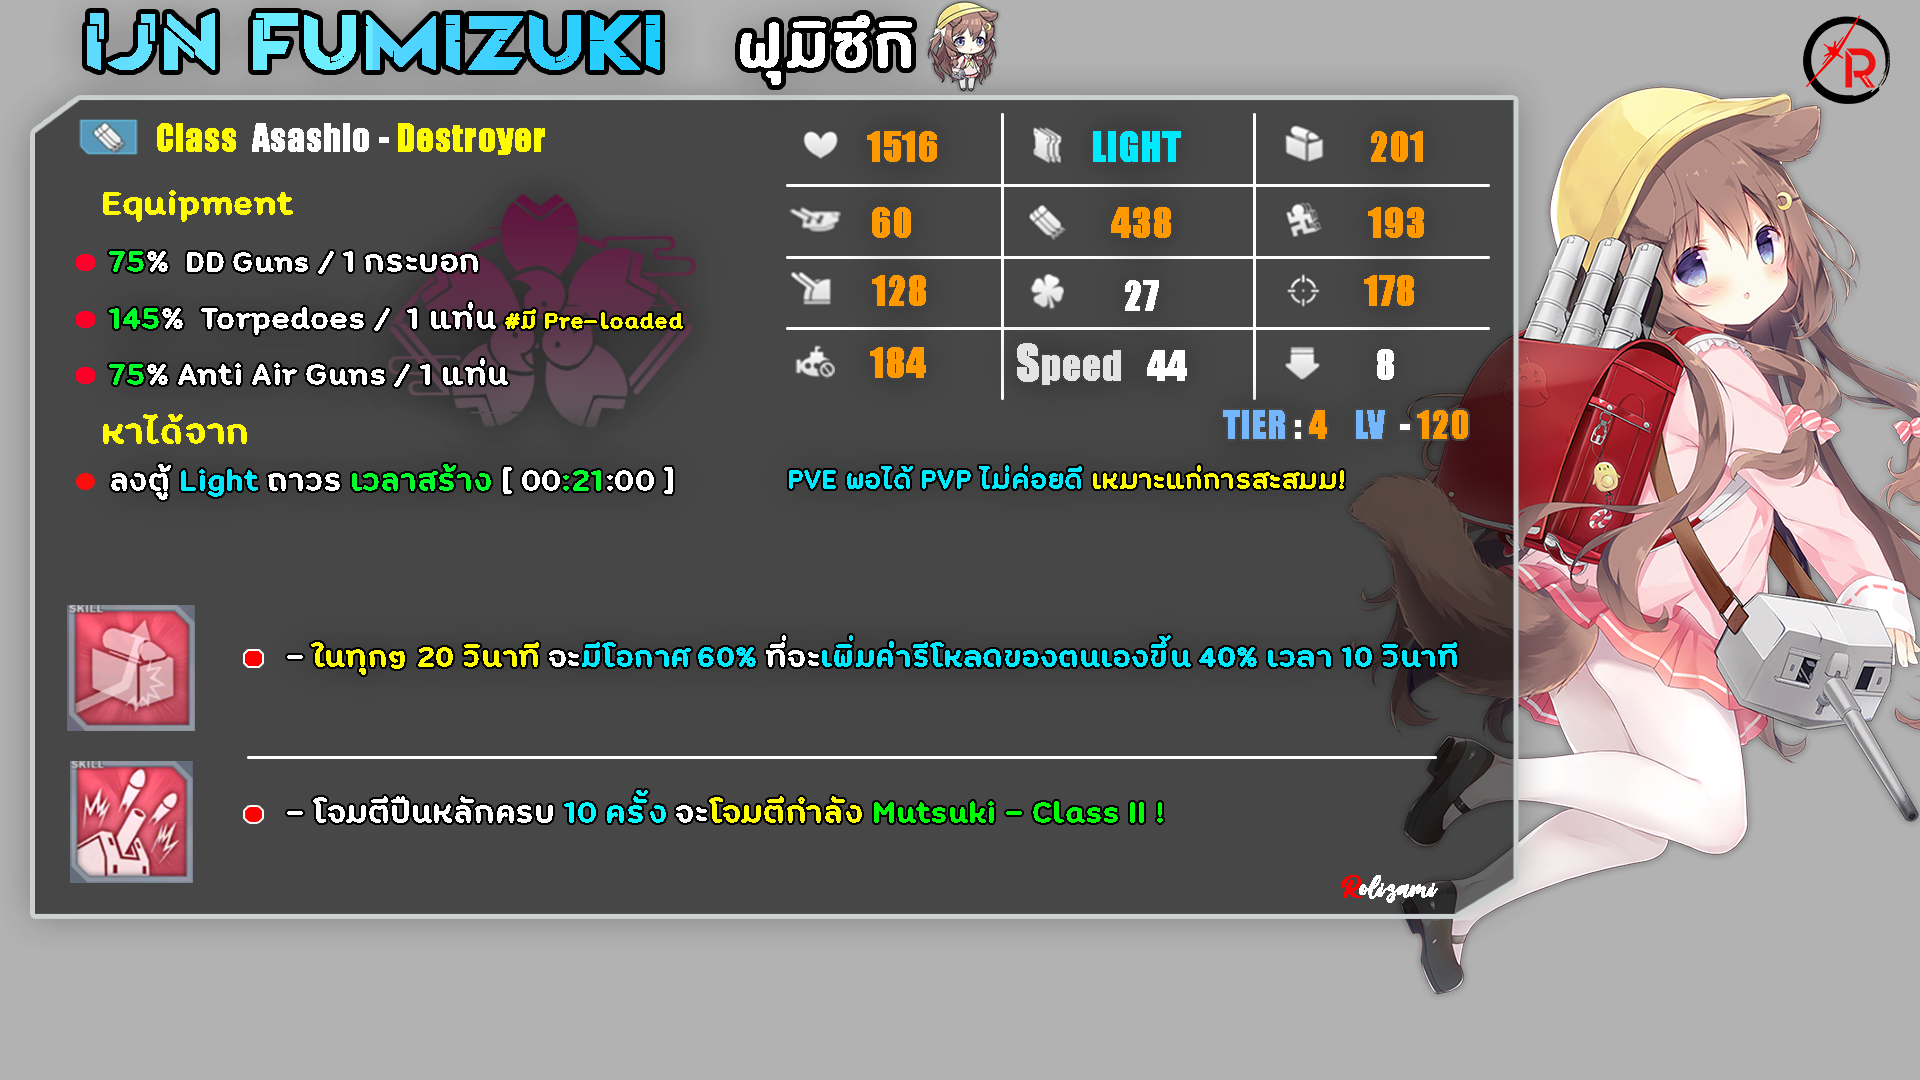 IJN FUMIZUKI ฝุมิซึกิ
R
Class Asashio - Destroyer
Equipment
75% DD Guns / 1 กระบอก
145% Torpedoes / 1 แท่น #มี Pre-loaded
75% Anti Air Guns / 1 แท่น
หาได้จาก
ลงตู้ Light ถาวร เวลาสร้าง [ 00:21:00 ]
1516 LIGHT 201
60 438 193
128 27 178
184 Speed 44 8
TIER : 4 LV - 120
PVE พอได้ PVP ไม่ค่อยดี เหมาะแก่การสะสมม!
SKILL
- ในทุกๆ 20 วินาที จะมีโอกาศ 60% ที่จะเพิ่มค่ารีโหลดของตนเองขึ้น 40% เวลา 10 วินาที
SKILL
- โจมตีปืนหลักครบ 10 ครั้ง จะโจมตีกำลัง Mutsuki - Class II !
Rolizami